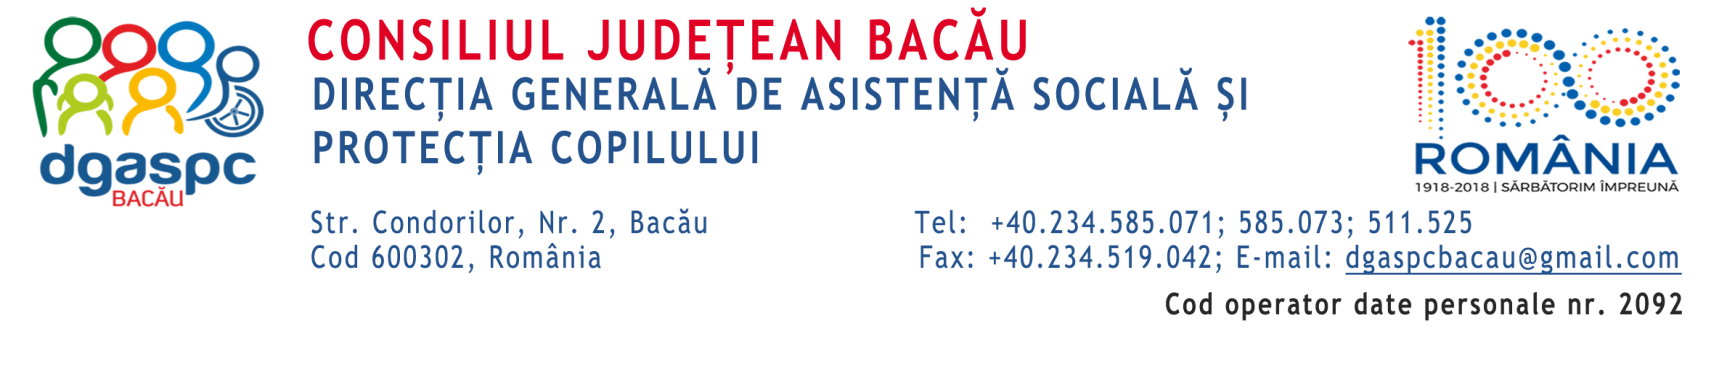 CONSILIUL JUDEȚEAN BACĂU
DIRECȚIA GENERALĂ DE ASISTENȚĂ SOCIALĂ ȘI
PROTECȚIA COPILULUI
dgaspc
BACĂU
100
ROMÂNIA
1918-2018 | SĂRBĂTORIM ÎMPREUNĂ
Str. Condorilor, Nr. 2, Bacău
Cod 600302, România
Tel: +40.234.585.071; 585.073; 511.525
Fax: +40.234.519.042; E-mail: dgaspcbacau@gmail.com
Cod operator date personale nr. 2092